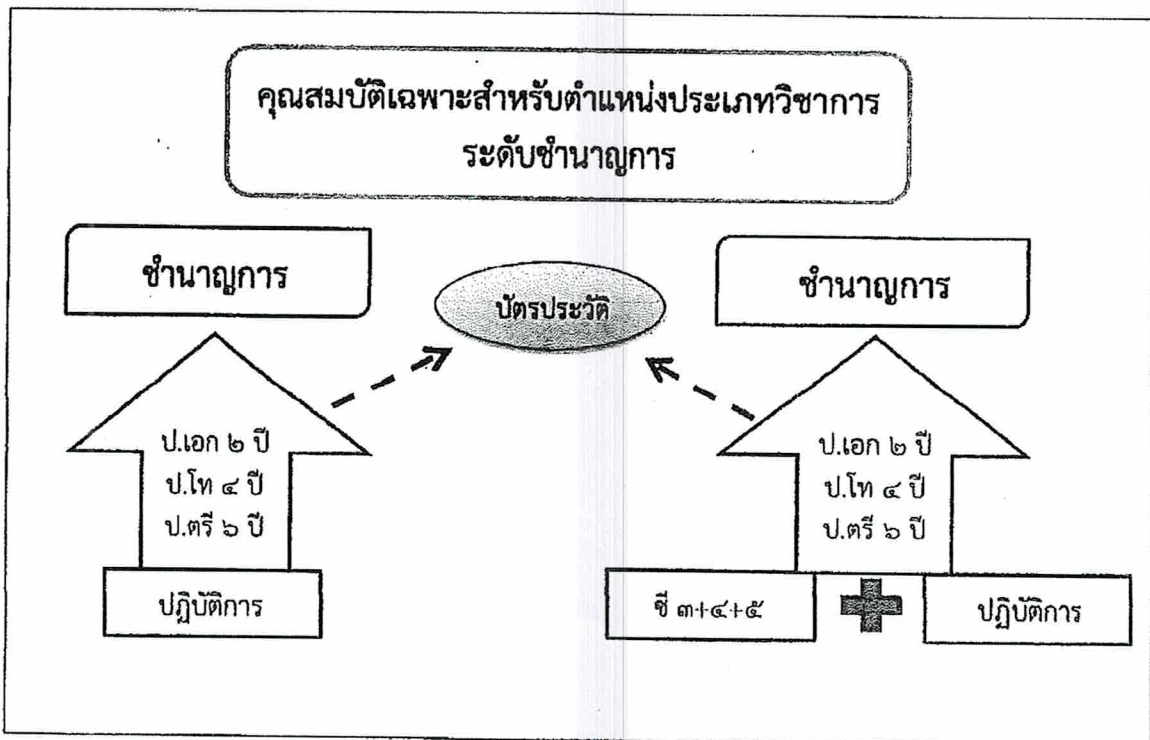 คุณสมบัติเฉพาะสำหรับตำแหน่งประเภทวิชาการ
ระดับชำนาญการ
ชำนาญการ
บัตรประวัติ
ชำนาญการ
ป.เอก ๒ ปี
ป.โท ๔ ปี
ป.ตรี ๖ ปี
ปฏิบัติการ
ป.เอก ๒ ปี
ป.โท ๔ ปี
ป.ตรี ๖ ปี
ซี ๓+๔+๕
ปฏิบัติการ